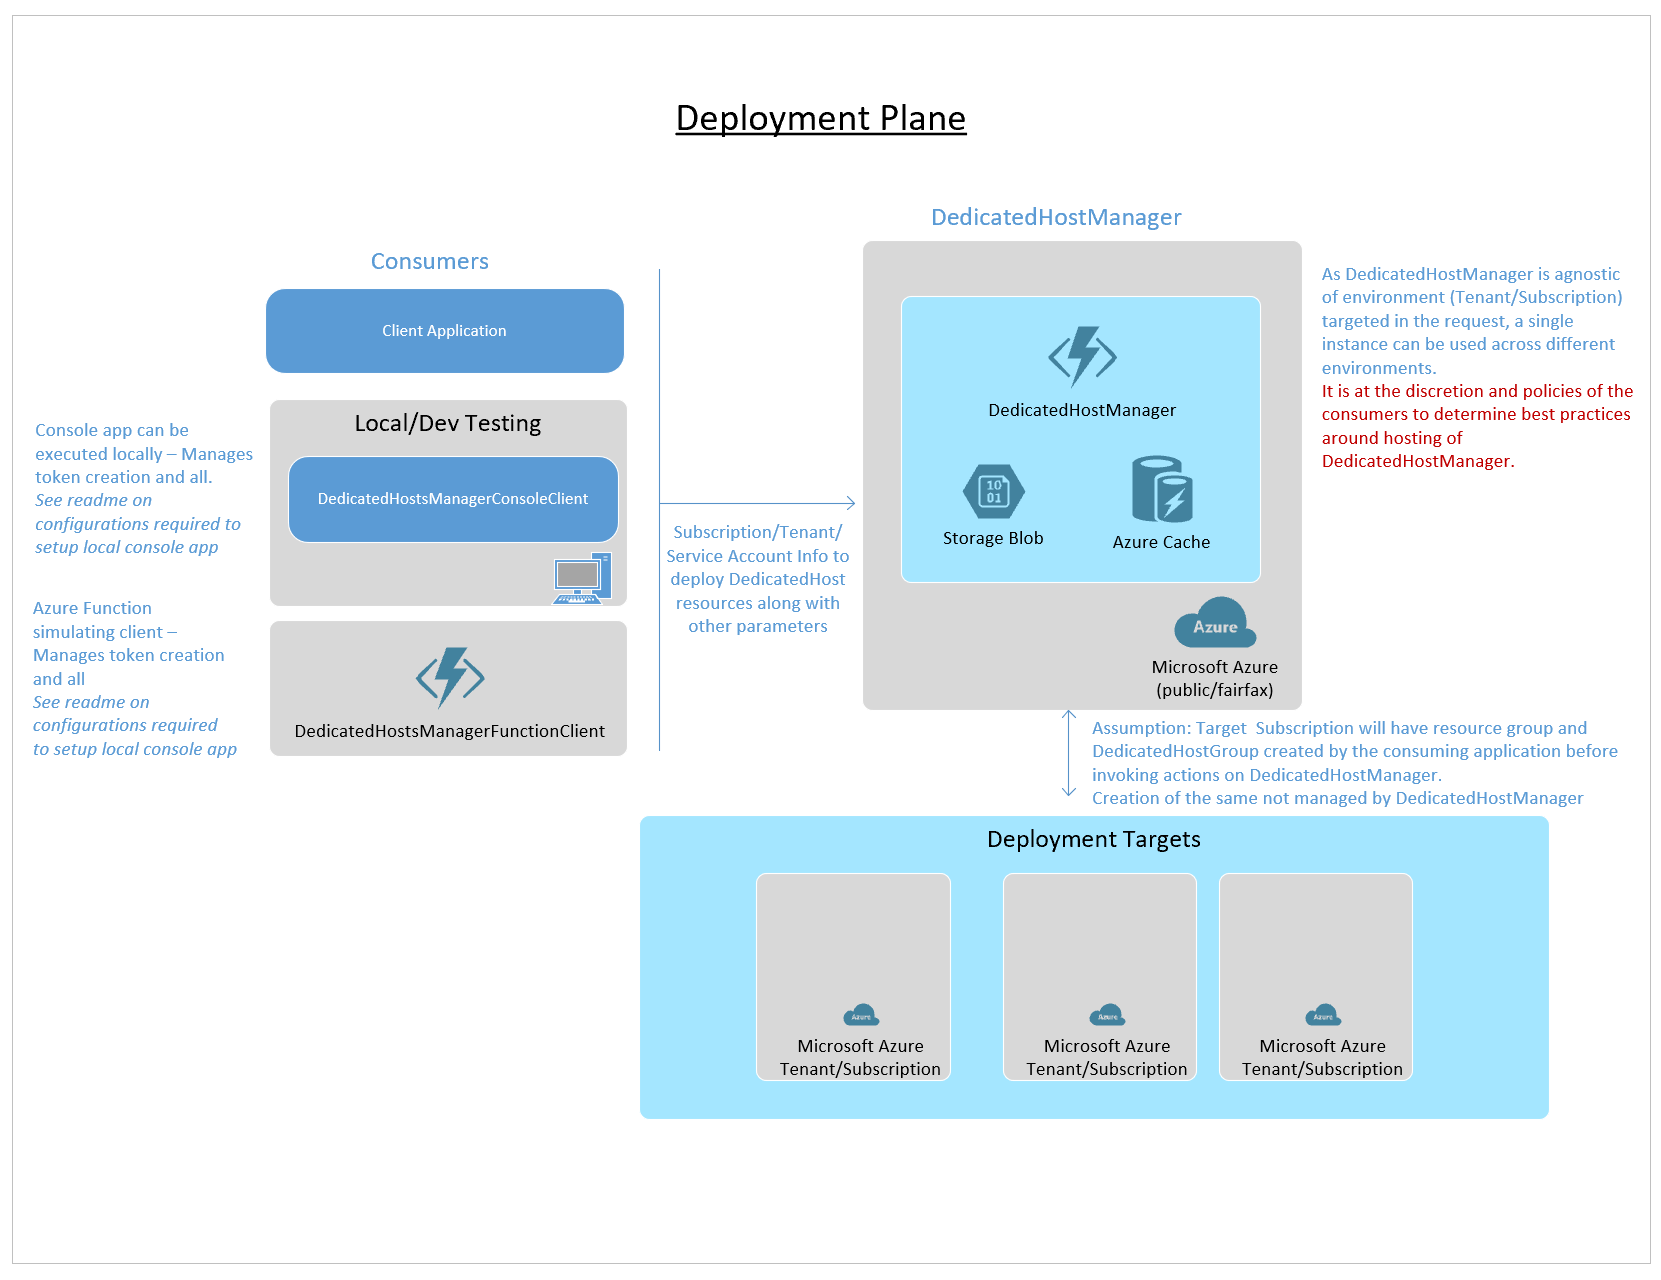 Deployment Plane
Consumers
Client Application
Local/Dev Testing
DedicatedHostsManagerConsoleClient
Console app can be
executed locally – Manages
token creation and all.
See readme on
configurations required to
setup local console app
Azure Function
simulating client –
Manages token creation
and all
See readme on
configurations required
to setup local console app
DedicatedHostsManagerFunctionClient
Subscription/Tenant/
Service Account Info to
deploy DedicatedHost
resources along with
other parameters
DedicatedHostManager
DedicatedHostManager
10
01
Storage Blob
Azure Cache
Azure
Microsoft Azure
(public/fairfax)
As DedicatedHostManager is agnostic
of environment (Tenant/Subscription)
targeted in the request, a single
instance can be used across different
environments.
It is at the discretion and policies of the
consumers to determine best practices
around hosting of
DedicatedHostManager.
Assumption: Target  Subscription will have resource group and
DedicatedHostGroup created by the consuming application before
invoking actions on DedicatedHostManager.
Creation of the same not managed by DedicatedHostManager
Deployment Targets
Azure
Microsoft Azure
Tenant/Subscription
Azure
Microsoft Azure
Tenant/Subscription
Azure
Microsoft Azure
Tenant/Subscription